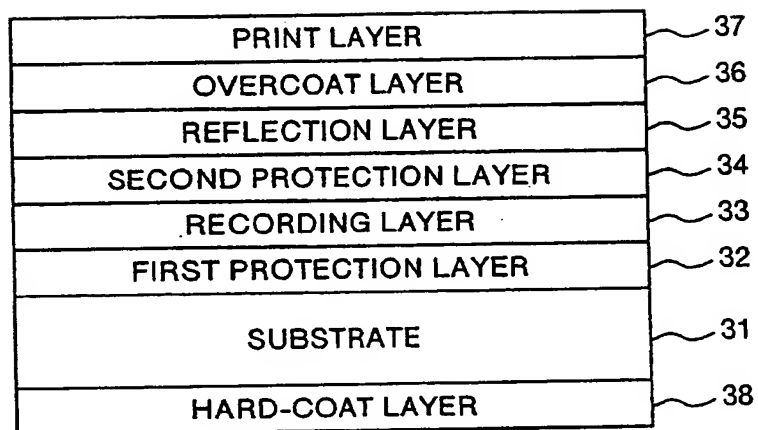 PRINT LAYER 37
OVERCOAT LAYER 36
REFLECTION LAYER 35
SECOND PROTECTION LAYER 34
RECORDING LAYER 33
FIRST PROTECTION LAYER 32
SUBSTRATE 31
HARD-COAT LAYER 38